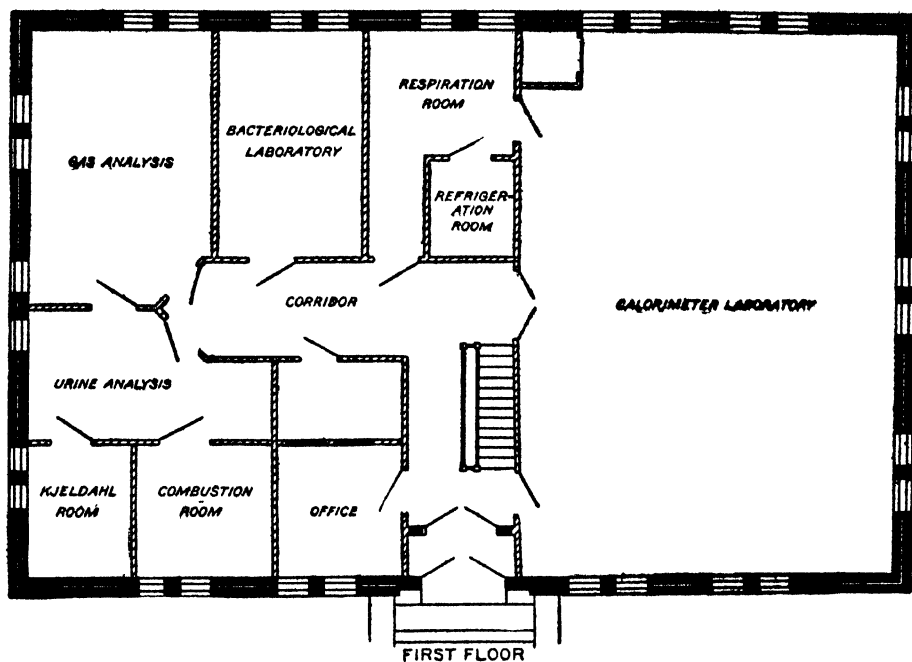 RESPIRATION
ROOM
BACTERIOLOGICAL
LABORATORY
GAS ANALYSIS
REFRIGER-
ATION
ROOM
CORRIDOR
CALORIMETER LABORATORY
URINE ANALYSIS
KJELDAHL
ROOM
COMBUSTION
ROOM
OFFICE
FIRST FLOOR